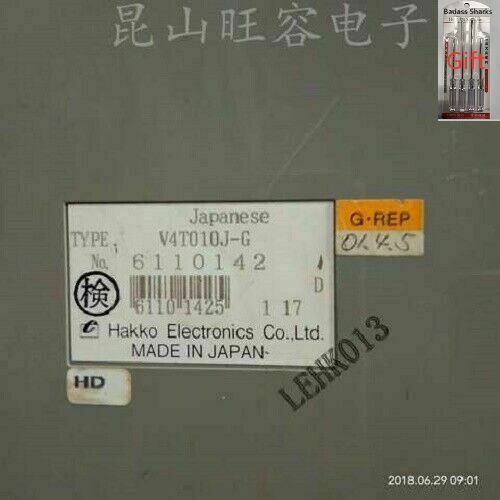 昆山旺容电子
Badass Sharks
Gift
Japanese
G·REP
TYPE, V4T010J-G
01.4.5
No. 6110142
D
検
6110 1425 1 17
Hakko Electronics Co.,Ltd.
MADE IN JAPAN
HD
LEHK013
2018.06.29 09:01